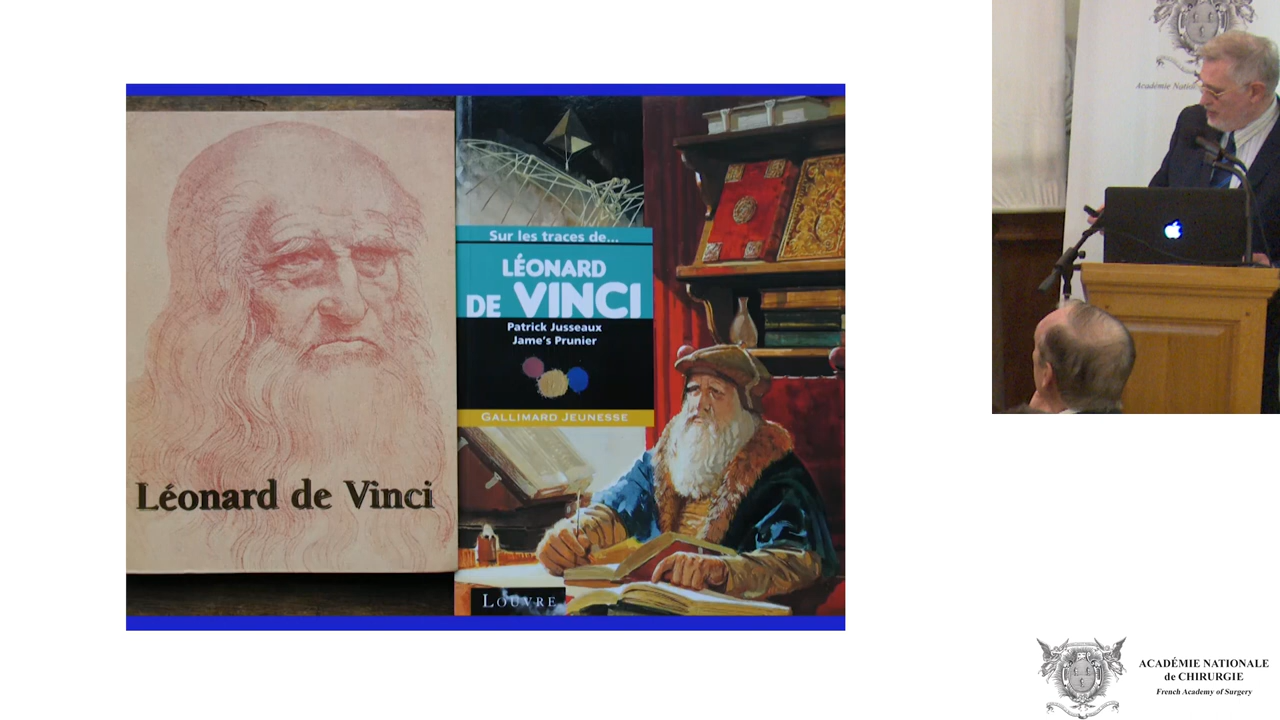 Léonard de Vinci
Sur les traces de...
LÉONARD
DE VINCI
Patrick Jusseaux
Jame's Prunier
GALLIMARD JEUNESSE
LOUVRE
Académie Natio
ACADÉMIE NATIONALE
de CHIRURGIE
French Academy of Surgery